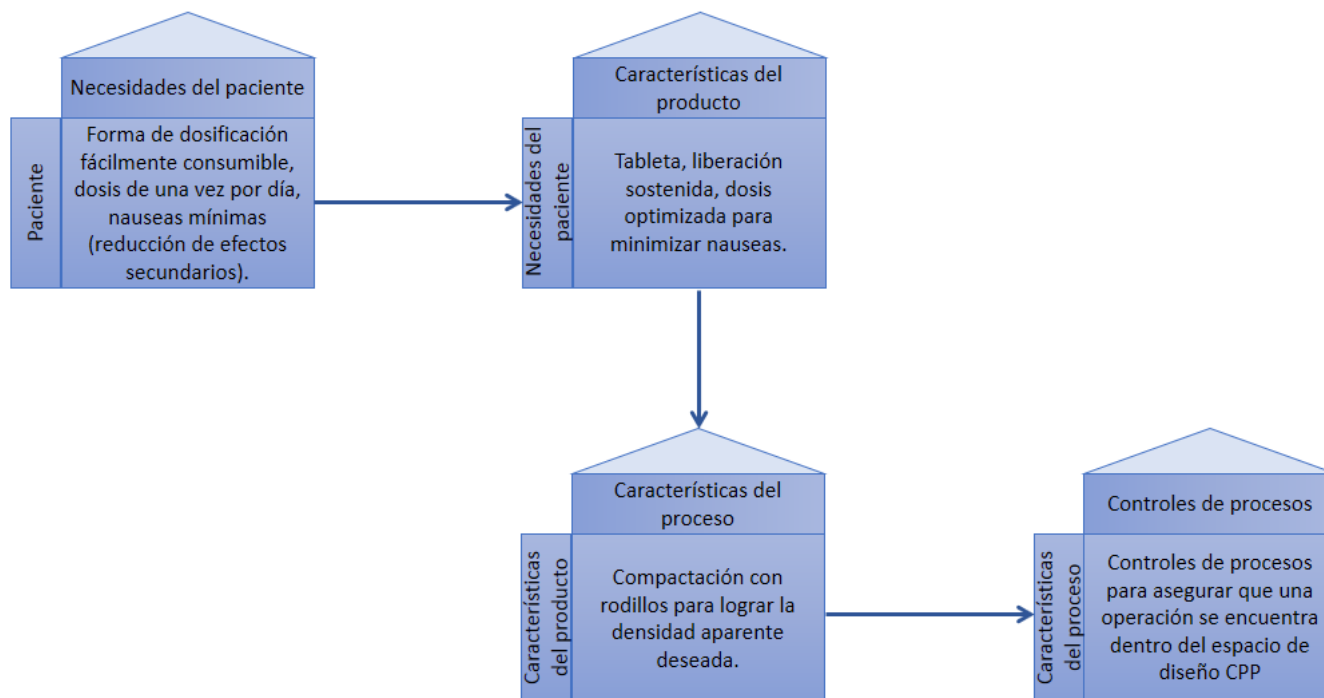 Necesidades del paciente
Paciente
Forma de dosificación
fácilmente consumible,
dosis de una vez por día,
nauseas mínimas
(reducción de efectos
secundarios).
Características del
producto
Necesidades del
paciente
Tableta, liberación
sostenida, dosis
optimizada para
minimizar nauseas.
Características del
proceso
Características
del producto
Compactación con
rodillos para lograr la
densidad aparente
deseada.
Controles de procesos
Características
del proceso
Controles de procesos
para asegurar que una
operación se encuentra
dentro del espacio de
diseño CPP